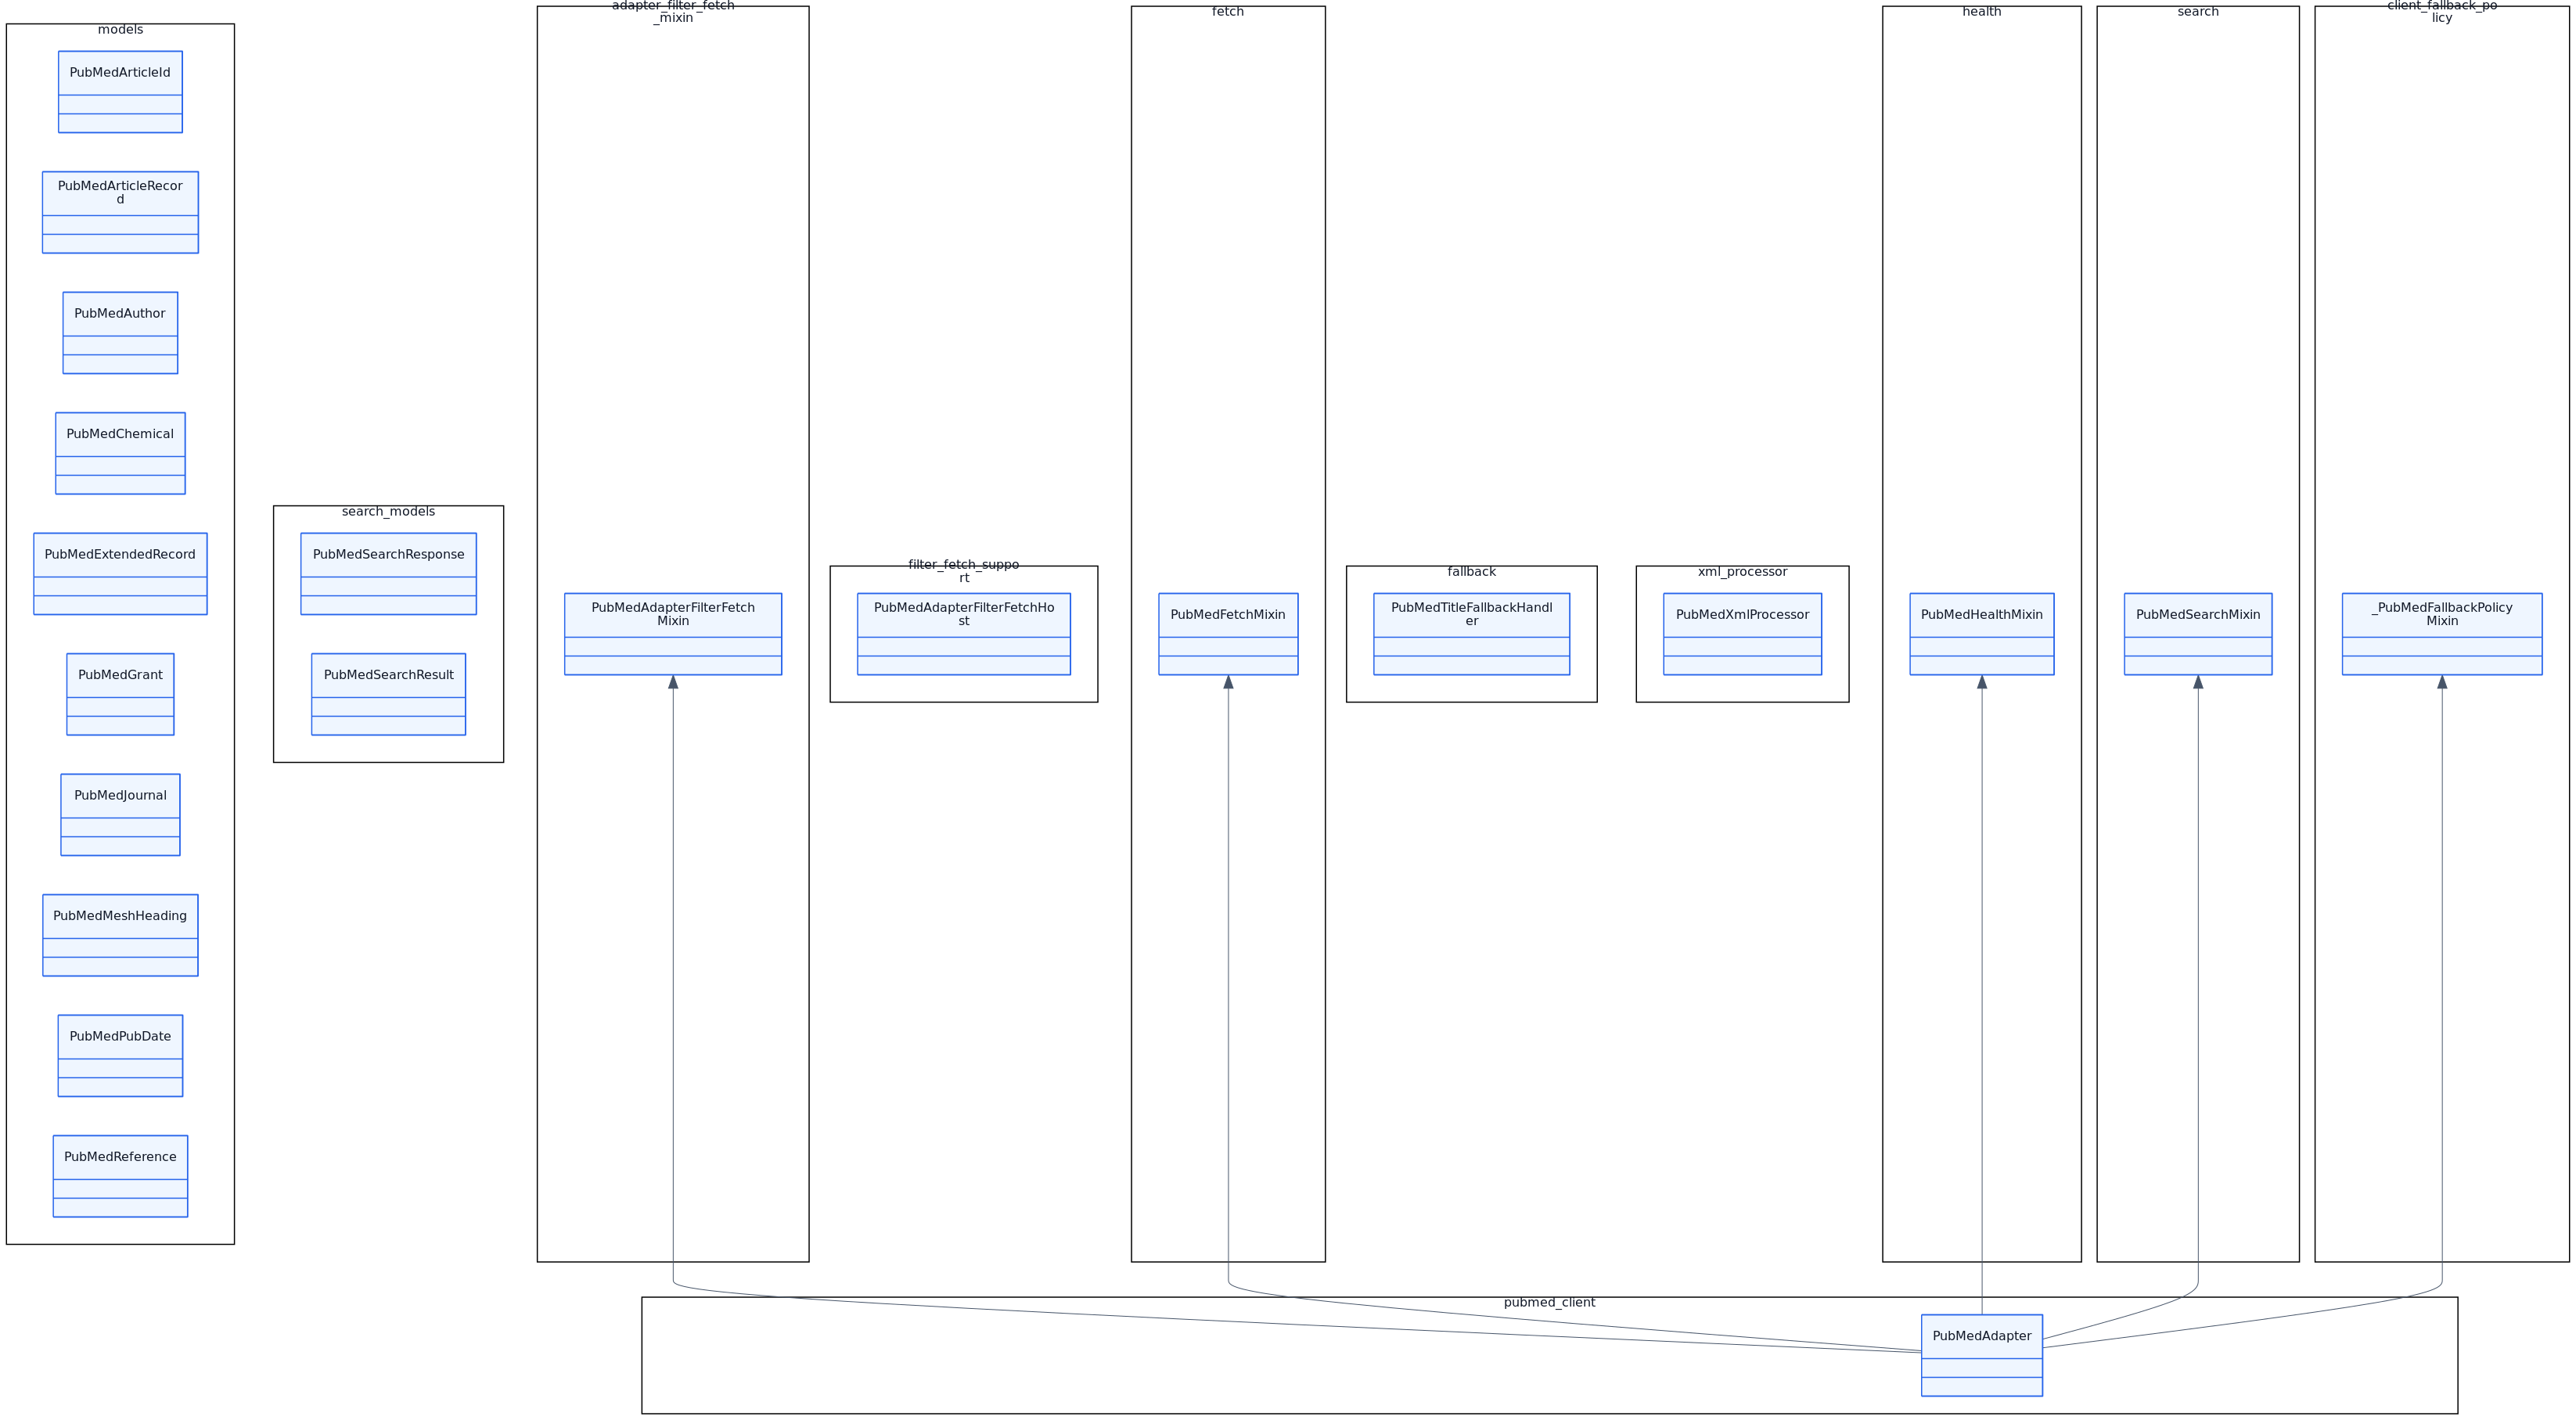 models
PubMedArticleId
PubMedArticleRecor
d
PubMedAuthor
PubMedChemical
PubMedExtendedRecord
PubMedGrant
PubMedJournal
PubMedMeshHeading
PubMedPubDate
PubMedReference
search_models
PubMedSearchResponse
PubMedSearchResult
adapter_filter_fetch
_mixin
PubMedAdapterFilterFetch
Mixin
filter_fetch_suppo
rt
PubMedAdapterFilterFetchHo
st
fetch
PubMedFetchMixin
fallback
PubMedTitleFallbackHandl
er
xml_processor
PubMedXmlProcessor
health
PubMedHealthMixin
search
PubMedSearchMixin
client_fallback_po
licy
_PubMedFallbackPolicy
Mixin
pubmed_client
PubMedAdapter